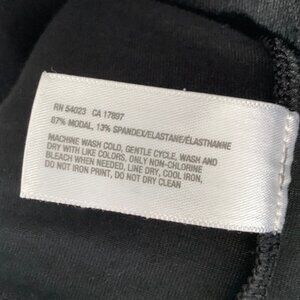 RN 54023 CA 17897
87% MODAL, 13% SPANDEX/ELASTANE/ÉLASTHANNE
MACHINE WASH COLD, GENTLE CYCLE, WASH AND
DRY WITH LIKE COLORS, ONLY NON-CHLORINE
BLEACH WHEN NEEDED, LINE DRY, COOL IRON,
DO NOT IRON PRINT, DO NOT DRY CLEAN